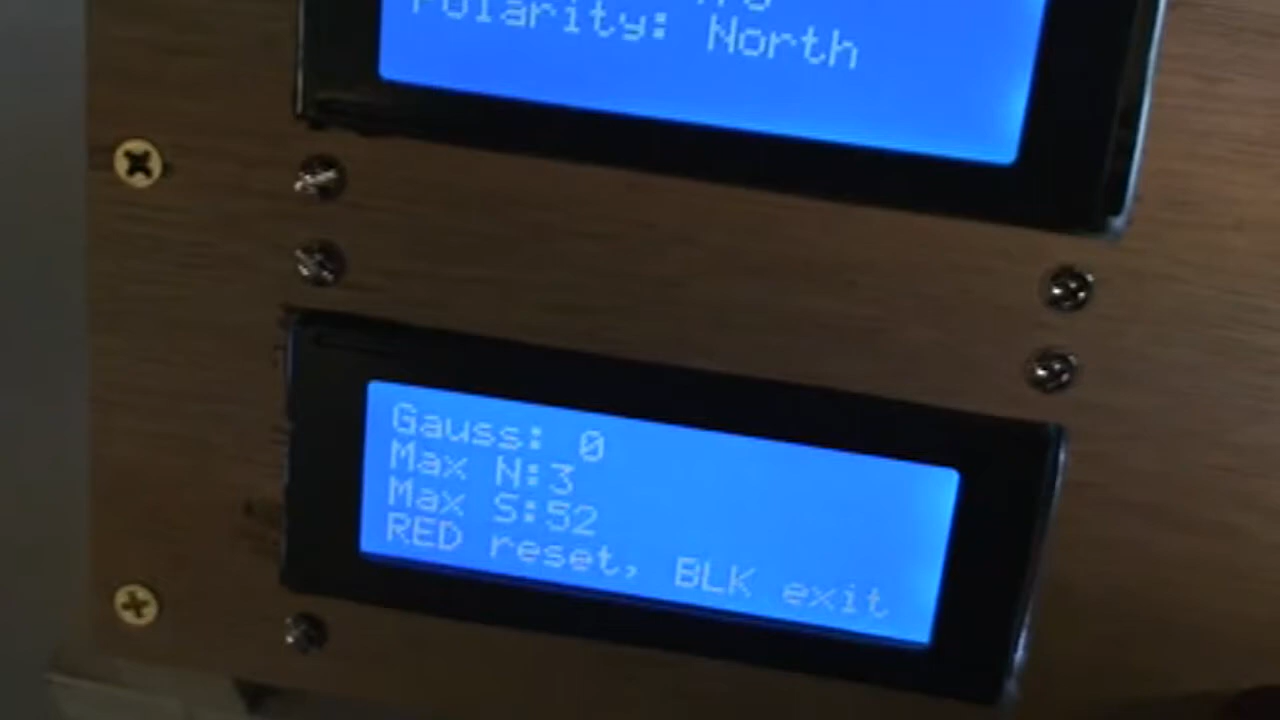 Polarity: North
Gauss: 0
Max N:3
Max S:52
RED reset, BLK exit